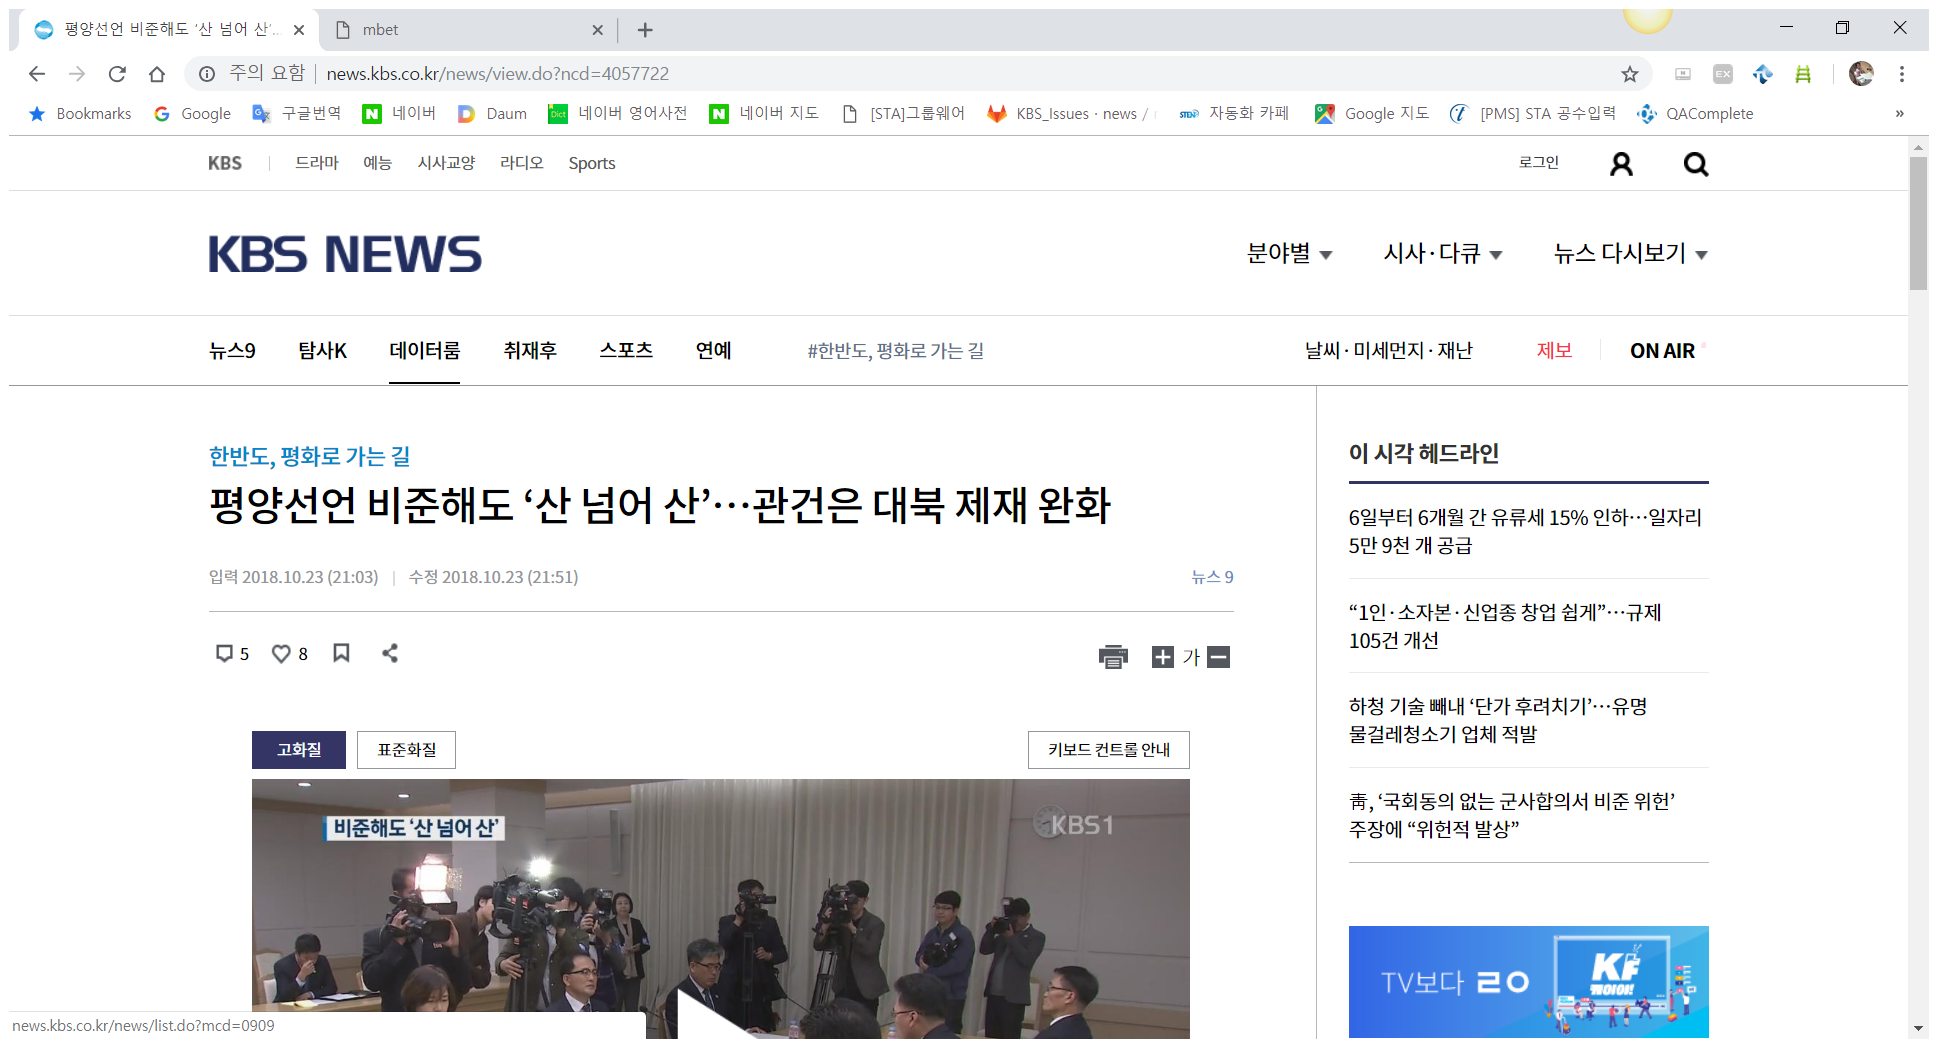 평양선언 비준해도 ‘산 넘어 산’…
mbet
주의 요함 news.kbs.co.kr/news/view.do?ncd=4057722
Bookmarks Google 구글번역 네이버 Daum 네이버 영어사전 네이버 지도 [STA]그룹웨어 KBS_Issues · news / 자동화 카페 Google 지도 [PMS] STA 공수입력 QAComplete »
KBS 드라마 예능 시사교양 라디오 Sports 로그인
KBS NEWS 분야별 시사·다큐 뉴스 다시보기
뉴스9 탐사K 데이터룸 취재후 스포츠 연예 #한반도, 평화로 가는 길 날씨·미세먼지·재난 제보 ON AIR
한반도, 평화로 가는 길
평양선언 비준해도 ‘산 넘어 산’…관건은 대북 제재 완화
입력 2018.10.23 (21:03) | 수정 2018.10.23 (21:51) 뉴스 9
5 8 가
고화질 표준화질 키보드 컨트롤 안내
비준해도 ‘산 넘어 산’
KBS1
이 시각 헤드라인
6일부터 6개월 간 유류세 15% 인하…일자리
5만 9천 개 공급
“1인·소자본·신업종 창업 쉽게”…규제
105건 개선
하청 기술 빼내 ‘단가 후려치기’…유명
물걸레청소기 업체 적발
靑, ‘국회동의 없는 군사합의서 비준 위헌’
주장에 “위헌적 발상”
TV보다 ㄹㅇ
KF
케이야!
news.kbs.co.kr/news/list.do?mcd=0909